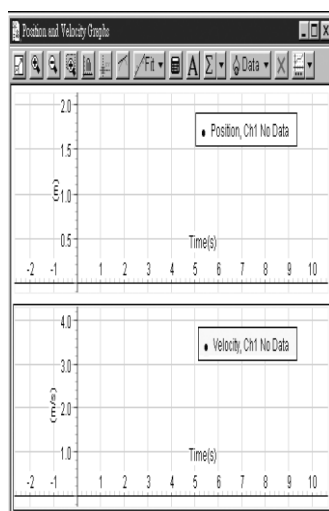 Position and Velocity Graphs
Fit
A
Σ
Data
2.0
Position, Ch1 No Data
1.5
(m)
1.0
0.5
Time(s)
-2 -1 1 2 3 4 5 6 7 8 9 10
4.0
Velocity, Ch1 No Data
3.0
(m/s)
2.0
1.0
Time(s)
-2 -1 1 2 3 4 5 6 7 8 9 10